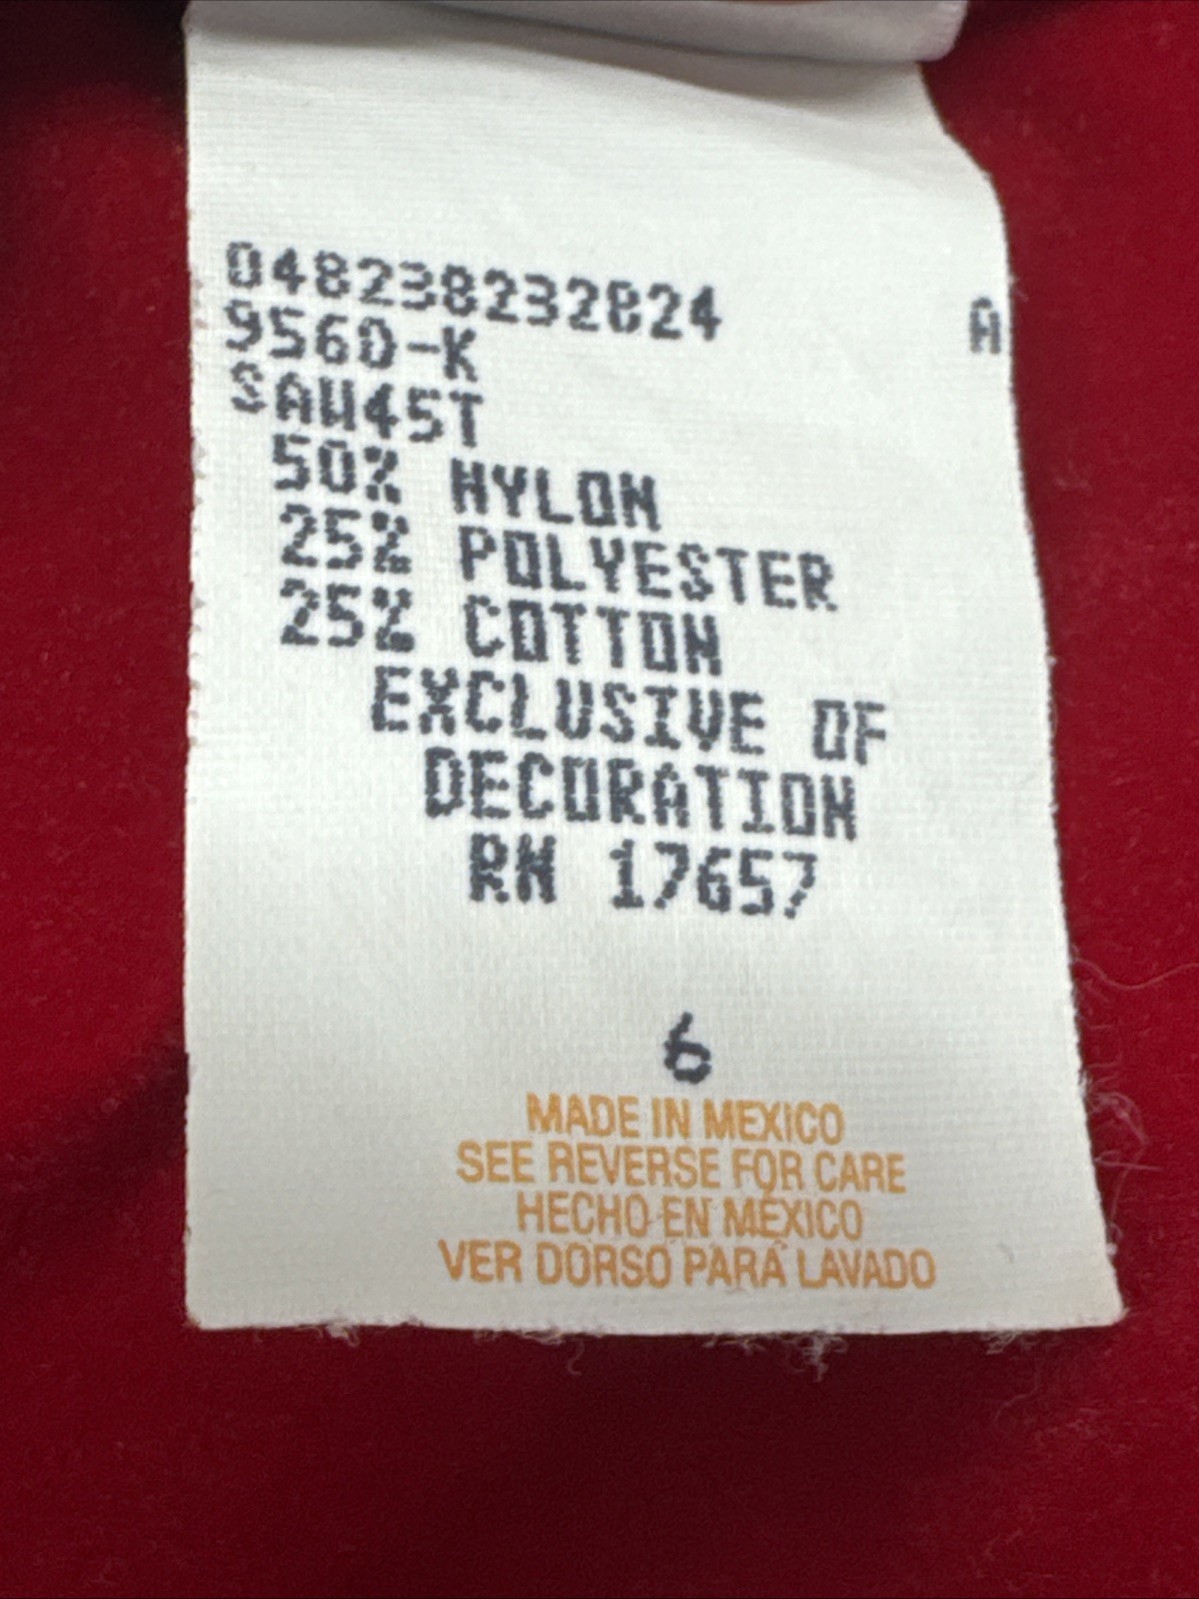 048238232824
A
9560-K
SAW45T
50% NYLON
25% POLYESTER
25% COTTON
EXCLUSIVE OF
DECORATION
RN 17657
6
MADE IN MEXICO
SEE REVERSE FOR CARE
HECHO EN MÉXICO
VER DORSO PARA LAVADO